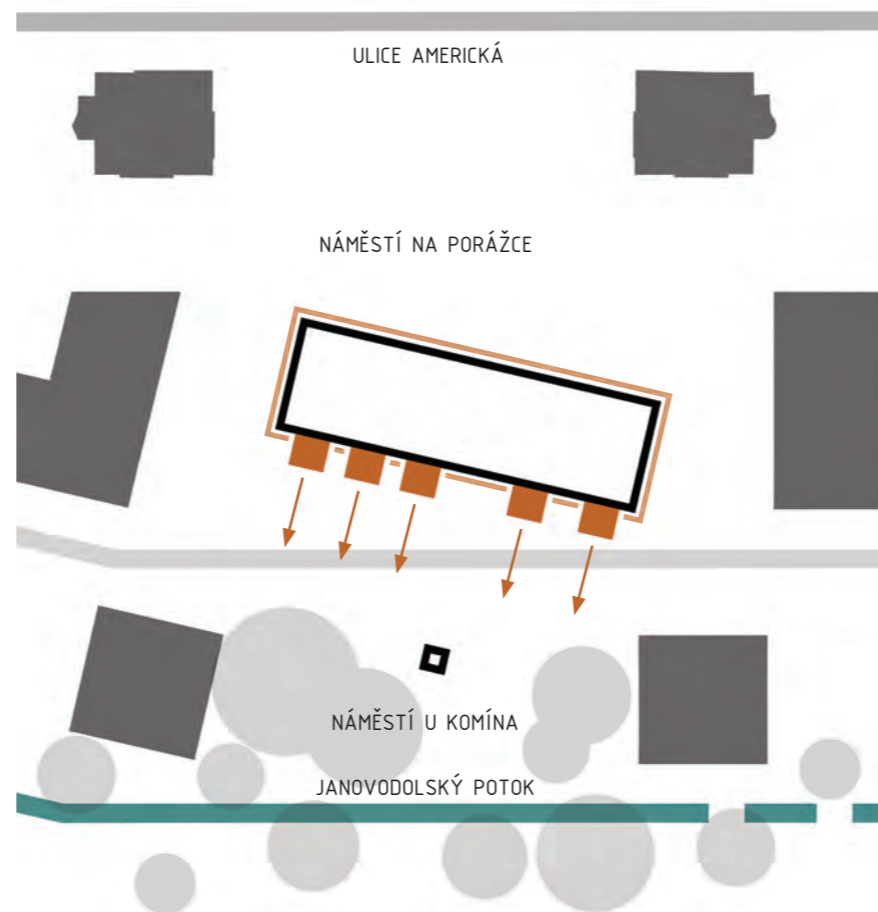 ULICE AMERICKÁ
NÁMĚSTÍ NA PORÁŽCE
NÁMĚSTÍ U KOMÍNA
JANOVODOLSKÝ POTOK